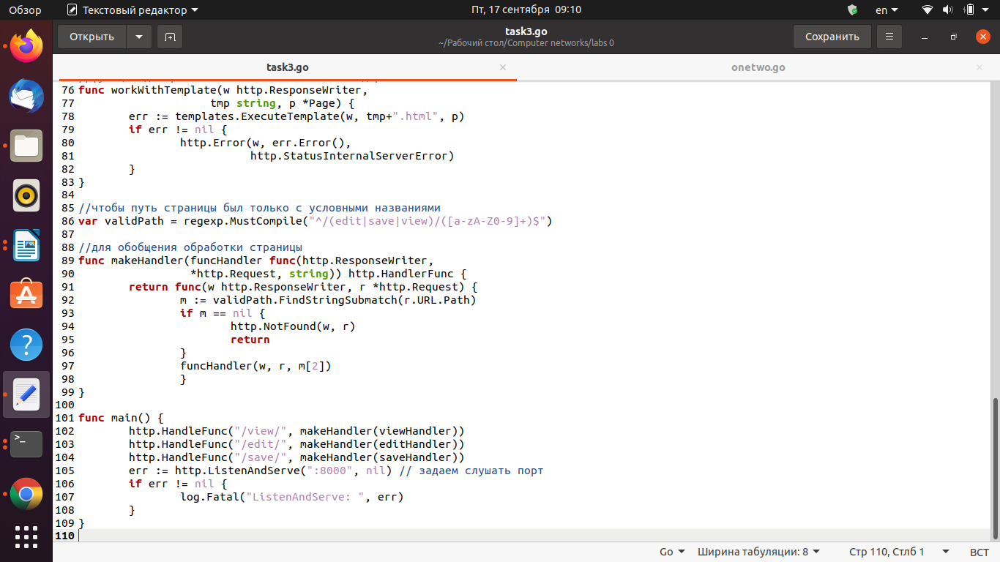 Обзор
Текстовый редактор
Пт, 17 сентября 09:10
en
Открыть
task3.go
~/Рабочий стол/Computer networks/labs 0
Сохранить
task3.go
onetwo.go
76 func workWithTemplate(w http.ResponseWriter,
77 tmp string, p *Page) {
78 err := templates.ExecuteTemplate(w, tmp+".html", p)
79 if err != nil {
80 http.Error(w, err.Error(),
81 http.StatusInternalServerError)
82 }
83 }
84
85 //чтобы путь страницы был только с условными названиями
86 var validPath = regexp.MustCompile("^/(edit|save|view)/([a-zA-Z0-9]+)$")
87
88 //для обобщения обработки страницы
89 func makeHandler(funcHandler func(http.ResponseWriter,
90 *http.Request, string)) http.HandlerFunc {
91 return func(w http.ResponseWriter, r *http.Request) {
92 m := validPath.FindStringSubmatch(r.URL.Path)
93 if m == nil {
94 http.NotFound(w, r)
95 return
96 }
97 funcHandler(w, r, m[2])
98 }
99 }
100
101 func main() {
102 http.HandleFunc("/view/", makeHandler(viewHandler))
103 http.HandleFunc("/edit/", makeHandler(editHandler))
104 http.HandleFunc("/save/", makeHandler(saveHandler))
105 err := http.ListenAndServe(":8000", nil) // задаем слушать порт
106 if err != nil {
107 log.Fatal("ListenAndServe: ", err)
108 }
109 }
110
Go
Ширина табуляции: 8
Стр 110, Стлб 1
ВСТ